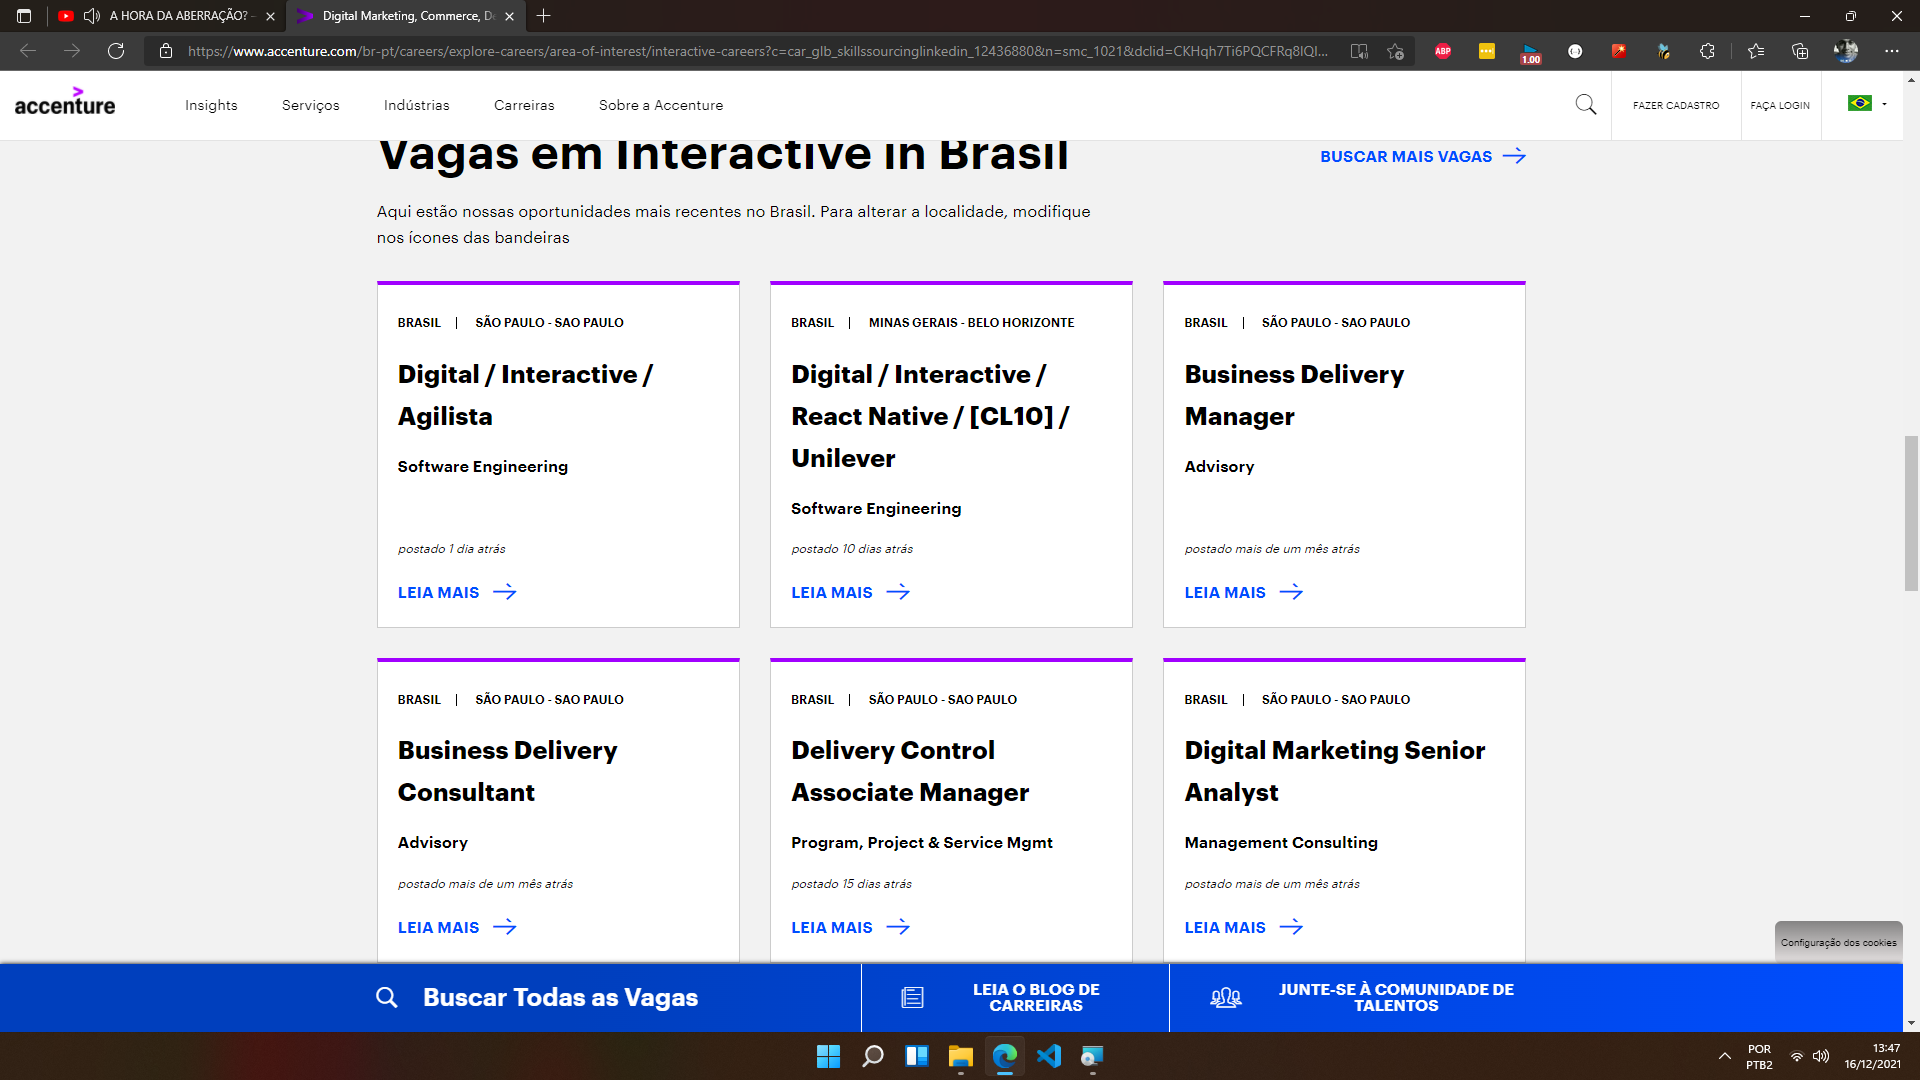 A HORA DA ABERRAÇÃO? -
Digital Marketing, Commerce, De
https://www.accenture.com/br-pt/careers/explore-careers/area-of-interest/interactive-careers?c=car_glb_skillssourcinglinkedin_12436880&n=smc_1021&dclid=CKHqh7Ti6PQCFRq8lQI...
ABP
1.00
accenture
Insights
Serviços
Indústrias
Carreiras
Sobre a Accenture
FAZER CADASTRO
FAÇA LOGIN
Vagas em Interactive in Brasil
BUSCAR MAIS VAGAS
Aqui estão nossas oportunidades mais recentes no Brasil. Para alterar a localidade, modifique
nos ícones das bandeiras
BRASIL | SÃO PAULO - SAO PAULO
Digital / Interactive /
Agilista
Software Engineering
postado 1 dia atrás
LEIA MAIS
BRASIL | MINAS GERAIS - BELO HORIZONTE
Digital / Interactive /
React Native / [CL10] /
Unilever
Software Engineering
postado 10 dias atrás
LEIA MAIS
BRASIL | SÃO PAULO - SAO PAULO
Business Delivery
Manager
Advisory
postado mais de um mês atrás
LEIA MAIS
BRASIL | SÃO PAULO - SAO PAULO
Business Delivery
Consultant
Advisory
postado mais de um mês atrás
LEIA MAIS
BRASIL | SÃO PAULO - SAO PAULO
Delivery Control
Associate Manager
Program, Project & Service Mgmt
postado 15 dias atrás
LEIA MAIS
BRASIL | SÃO PAULO - SAO PAULO
Digital Marketing Senior
Analyst
Management Consulting
postado mais de um mês atrás
LEIA MAIS
Configuração dos cookies
Buscar Todas as Vagas
LEIA O BLOG DE
CARREIRAS
JUNTE-SE À COMUNIDADE DE
TALENTOS
POR
PTB2
13:47
16/12/2021